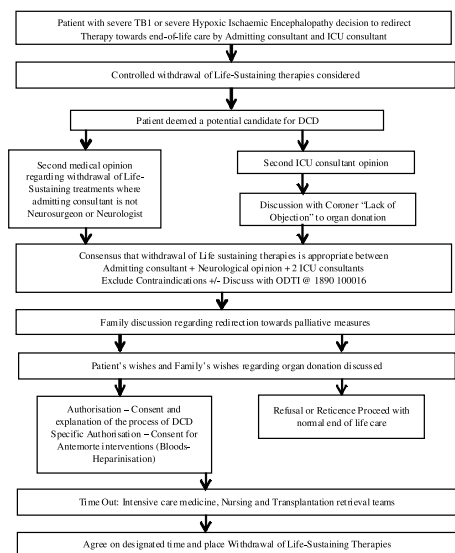 Patient with severe TB1 or severe Hypoxic Ischaemic Encephalopathy decision to redirect
Therapy towards end-of-life care by Admitting consultant and ICU consultant
Controlled withdrawal of Life-Sustaining therapies considered
Patient deemed a potential candidate for DCD
Second medical opinion
regarding withdrawal of Life-
Sustaining treatments where
admitting consultant is not
Neurosurgeon or Neurologist
Second ICU consultant opinion
Discussion with Coroner “Lack of
Objection” to organ donation
Consensus that withdrawal of Life sustaining therapies is appropriate between
Admitting consultant + Neurological opinion + 2 ICU consultants
Exclude Contraindications +/- Discuss with ODTI @ 1890 100016
Family discussion regarding redirection towards palliative measures
Patient’s wishes and Family’s wishes regarding organ donation discussed
Authorisation – Consent and
explanation of the process of DCD
Specific Authorisation – Consent for
Antemorte interventions (Bloods-
Heparinisation)
Refusal or Reticence Proceed with
normal end of life care
Time Out: Intensive care medicine, Nursing and Transplantation retrieval teams
Agree on designated time and place Withdrawal of Life-Sustaining Therapies